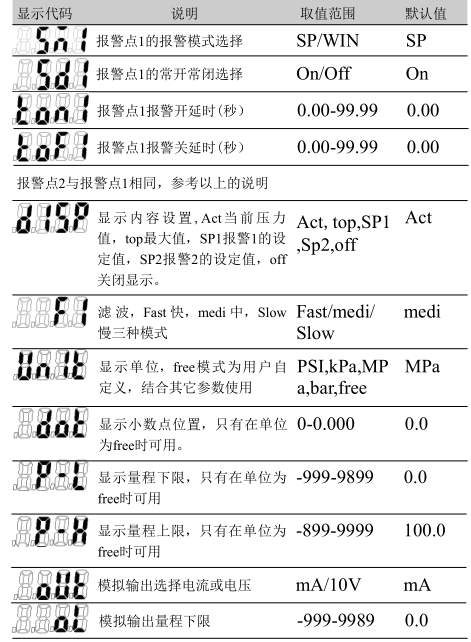 显示代码 说明 取值范围 默认值
Sn1 报警点1的报警模式选择 SP/WIN SP
Sd1 报警点1的常开常闭选择 On/Off On
ton1 报警点1报警开延时(秒) 0.00-99.99 0.00
toF1 报警点1报警关延时(秒) 0.00-99.99 0.00
报警点2与报警点1相同，参考以上的说明
diSP 显示内容设置,Act当前压力 Act, top,SP1 Act
值，top最大值，SP1报警1的设 ,Sp2,off
定值，SP2报警2的设定值，off
关闭显示。
F1 滤波，Fast 快，medi 中，Slow Fast/medi/ medi
慢三种模式 Slow
Unit 显示单位，free模式为用户自 PSI,kPa,MP MPa
定义，结合其它参数使用 a,bar,free
dot 显示小数点位置，只有在单位 0-0.000 0.0
为free时可用。
P-L 显示量程下限，只有在单位为 -999-9899 0.0
free时可用
P-H 显示量程上限，只有在单位为 -899-9999 100.0
free时可用
oUt 模拟输出选择电流或电压 mA/10V mA
oL 模拟输出量程下限 -999-9989 0.0